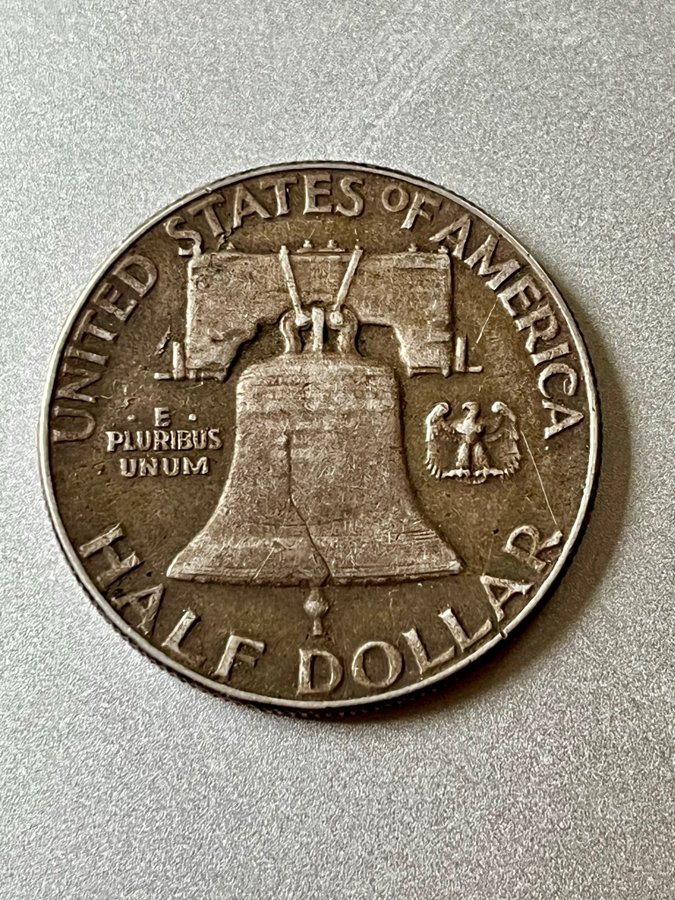 UNITED STATES OF AMERICA
· E ·
PLURIBUS
UNUM
HALF DOLLAR